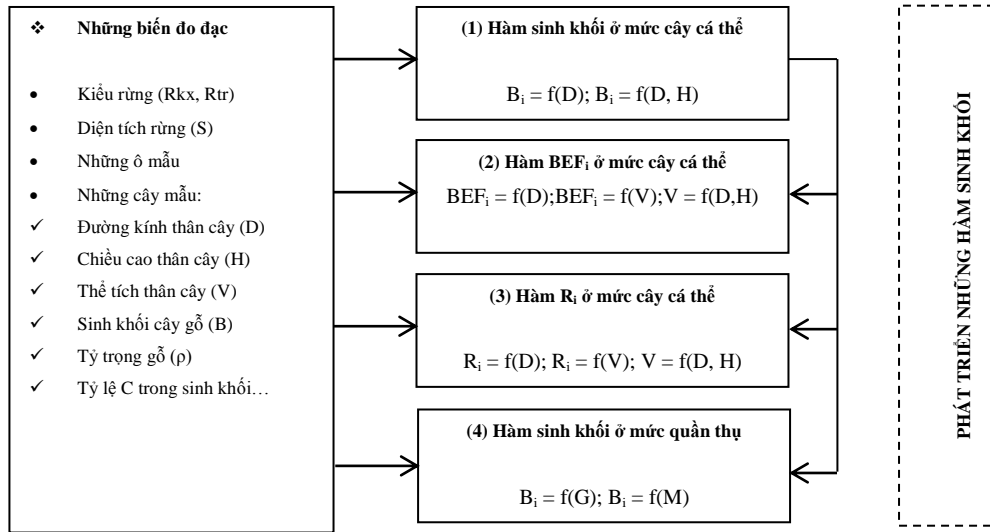 ❖ Những biến đo đạc
• Kiểu rừng (Rkx, Rtr)
• Diện tích rừng (S)
• Những ô mẫu
• Những cây mẫu:
✓ Đường kính thân cây (D)
✓ Chiều cao thân cây (H)
✓ Thể tích thân cây (V)
✓ Sinh khối cây gỗ (B)
✓ Tỷ trọng gỗ (ρ)
✓ Tỷ lệ C trong sinh khối…
(1) Hàm sinh khối ở mức cây cá thể
Bᵢ = f(D); Bᵢ = f(D, H)
(2) Hàm BEFᵢ ở mức cây cá thể
BEFᵢ = f(D);BEFᵢ = f(V);V = f(D,H)
(3) Hàm Rᵢ ở mức cây cá thể
Rᵢ = f(D); Rᵢ = f(V); V = f(D, H)
(4) Hàm sinh khối ở mức quần thụ
Bᵢ = f(G); Bᵢ = f(M)
PHÁT TRIỂN NHỮNG HÀM SINH KHỐI